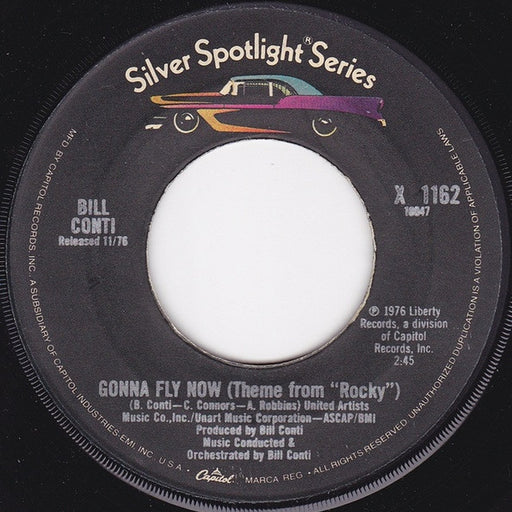 Silver Spotlight® Series
BILL
CONTI
Released 11/76
X 1162
19047
℗ 1976 Liberty
Records, a division
of Capitol
Records, Inc.
2:45
GONNA FLY NOW (Theme from "Rocky")
(B. Conti—C. Connors—A. Robbins) United Artists
Music Co.,Inc./Unart Music Corporation—ASCAP/BMI
Produced by Bill Conti
Music Conducted &
Orchestrated by Bill Conti
MFD BY CAPITOL RECORDS, INC. A SUBSIDIARY OF CAPITOL INDUSTRIES-EMI, INC. U.S.A. • Capitol MARCA REG • ALL RIGHTS RESERVED. UNAUTHORIZED DUPLICATION IS A VIOLATION OF APPLICABLE LAWS